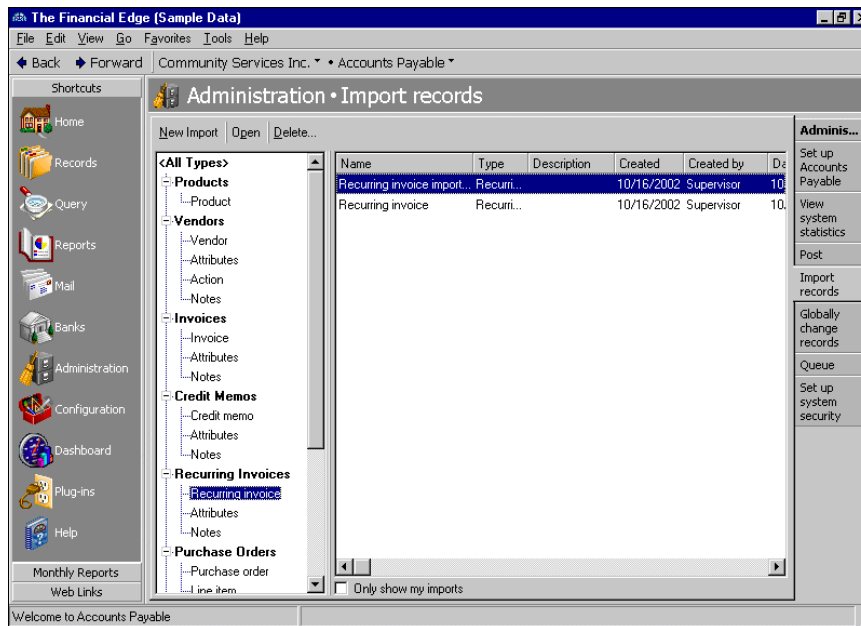 The Financial Edge (Sample Data)
File Edit View Go Favorites Tools Help
Back Forward Community Services Inc. • Accounts Payable
Shortcuts
Home
Records
Query
Reports
Mail
Banks
Administration
Configuration
Dashboard
Plug-ins
Help
Monthly Reports
Web Links
Administration • Import records
New Import Open Delete...
<All Types>
Products
Product
Vendors
Vendor
Attributes
Action
Notes
Invoices
Invoice
Attributes
Notes
Credit Memos
Credit memo
Attributes
Notes
Recurring Invoices
Recurring invoice
Attributes
Notes
Purchase Orders
Purchase order
Line item
Name Type Description Created Created by Da
Recurring invoice import... Recurri... 10/16/2002 Supervisor 10
Recurring invoice Recurri... 10/16/2002 Supervisor 10.
Only show my imports
Adminis...
Set up
Accounts
Payable
View
system
statistics
Post
Import
records
Globally
change
records
Queue
Set up
system
security
Welcome to Accounts Payable